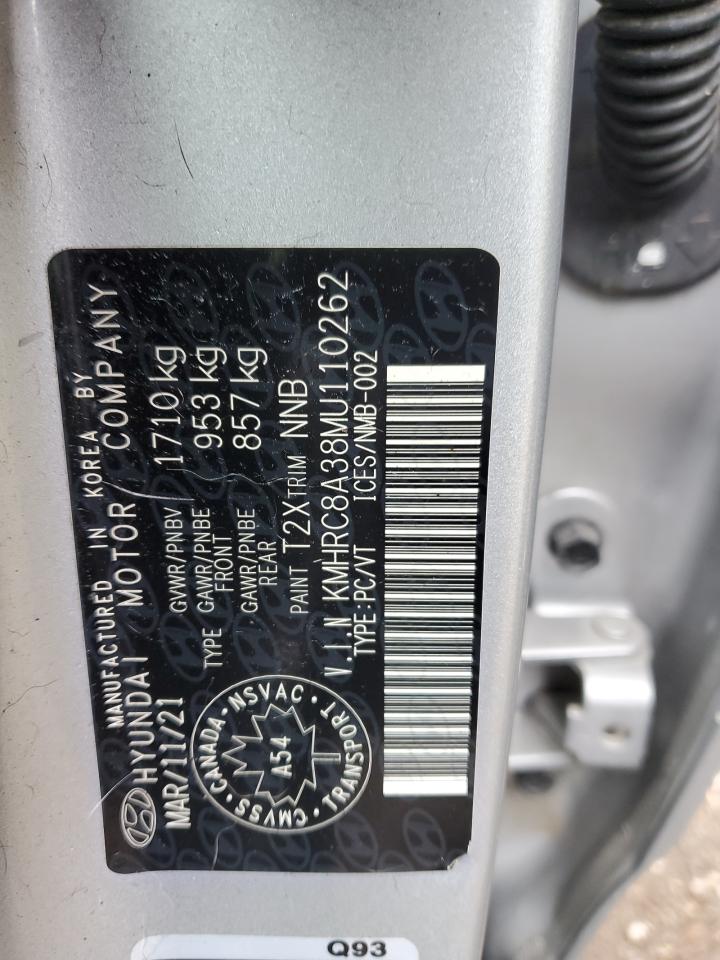 MANUFACTURED IN KOREA BY
HYUNDAI MOTOR COMPANY
MAR/11/21
GVWR/PNBV 1710 kg
TYPE GAWR/PNBE FRONT 953 kg
GAWR/PNBE REAR 857 kg
PAINT T2X TRIM NNB
V.I.N KMHRC8A38MU110262
TYPE:PC/VT ICES/NMB-002
CMVSS · CANADA · NSVAC · TRANSPORT ·
A54
Q93